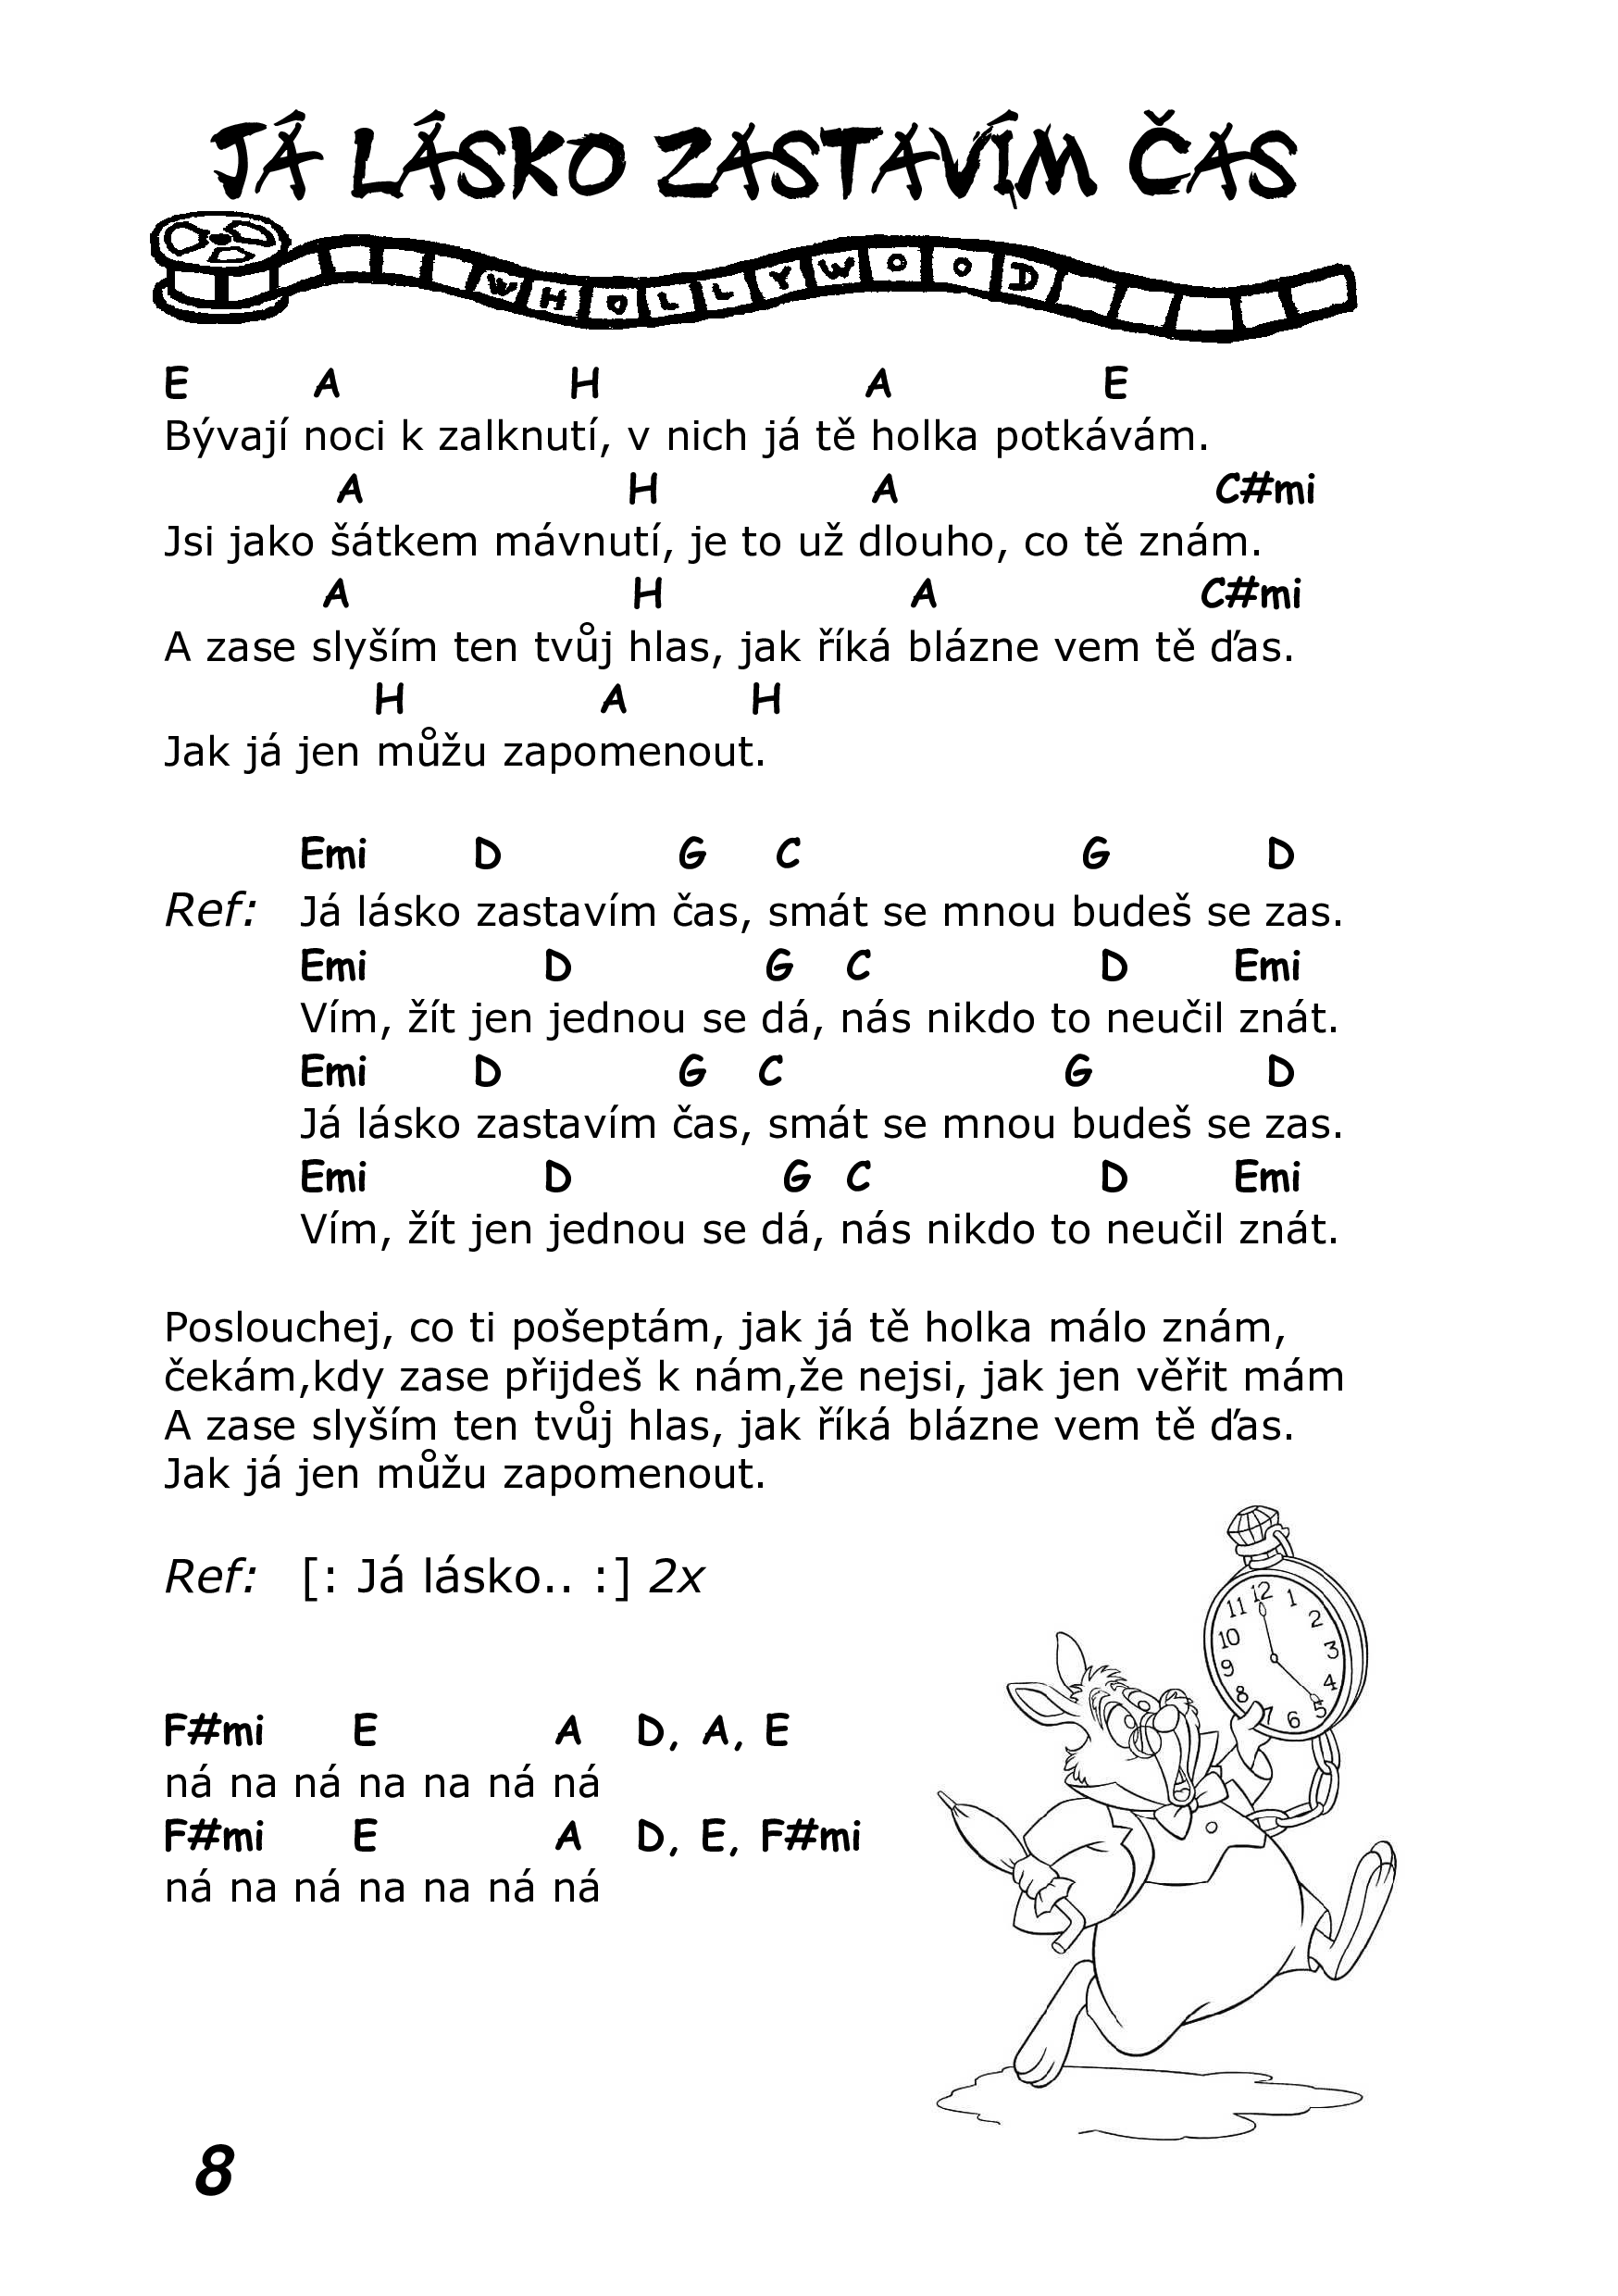 JÁ LÁSKO ZASTAVÍM ČAS
WHOLLYWOOD
E A H A E
Bývají noci k zalknutí, v nich já tě holka potkávám.
A H A C#mi
Jsi jako šátkem mávnutí, je to už dlouho, co tě znám.
A H A C#mi
A zase slyším ten tvůj hlas, jak říká blázne vem tě ďas.
H A H
Jak já jen můžu zapomenout.
Emi D G C G D
Ref: Já lásko zastavím čas, smát se mnou budeš se zas.
Emi D G C D Emi
Vím, žít jen jednou se dá, nás nikdo to neučil znát.
Emi D G C G D
Já lásko zastavím čas, smát se mnou budeš se zas.
Emi D G C D Emi
Vím, žít jen jednou se dá, nás nikdo to neučil znát.
Poslouchej, co ti pošeptám, jak já tě holka málo znám,
čekám,kdy zase přijdeš k nám,že nejsi, jak jen věřit mám
A zase slyším ten tvůj hlas, jak říká blázne vem tě ďas.
Jak já jen můžu zapomenout.
Ref: [: Já lásko.. :] 2x
F#mi E A D, A, E
ná na ná na na ná ná
F#mi E A D, E, F#mi
ná na ná na na ná ná
12 1 2 3 4 5 6 7 8 9 10 11
8